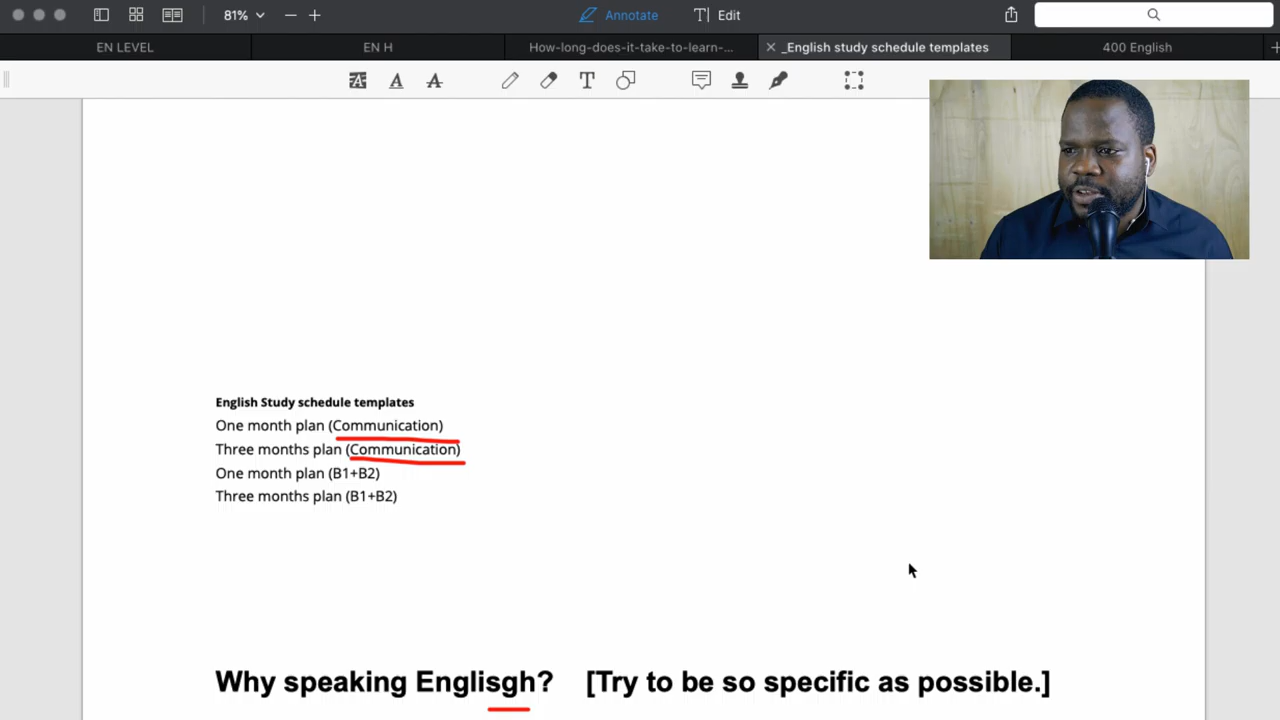 81% Annotate Edit
EN LEVEL EN H How-long-does-it-take-to-learn-... _English study schedule templates 400 English
English Study schedule templates
One month plan (Communication)
Three months plan (Communication)
One month plan (B1+B2)
Three months plan (B1+B2)
Why speaking Englisgh? [Try to be so specific as possible.]